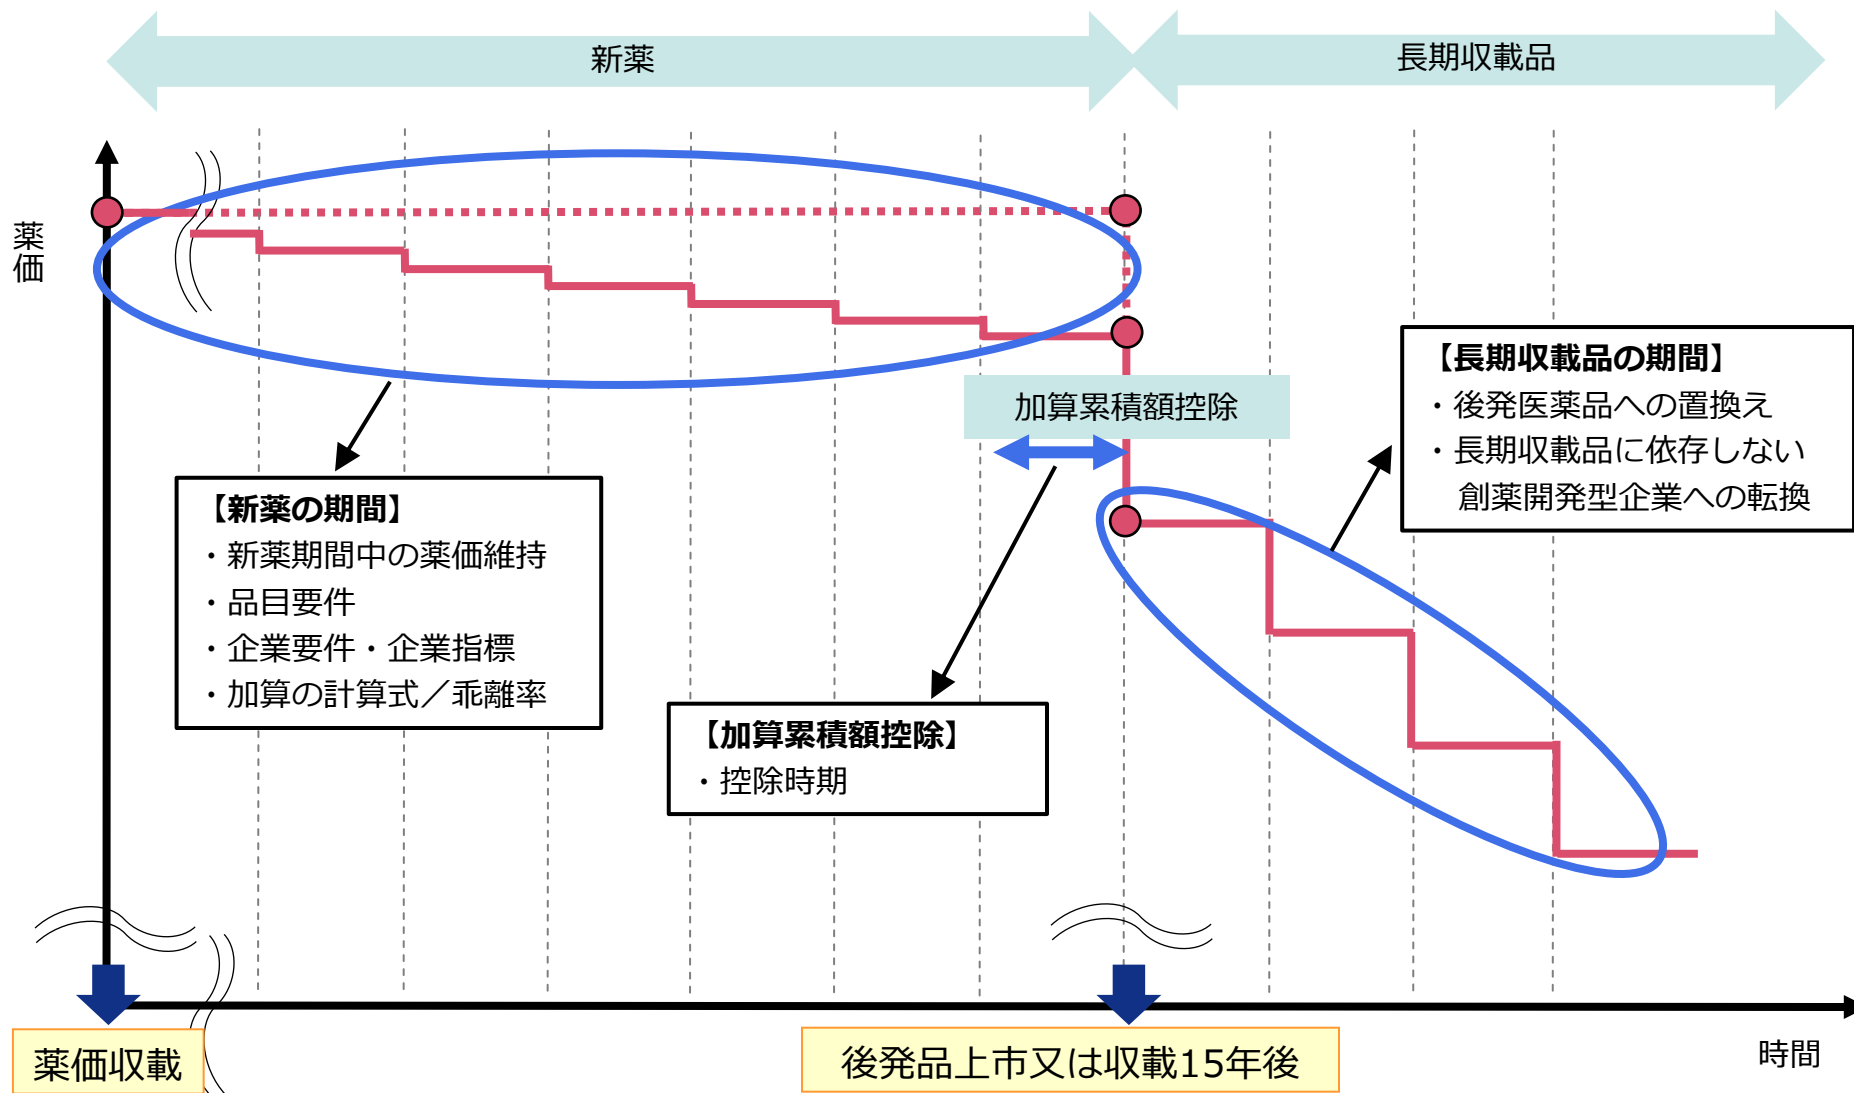 新薬
長期収載品
薬価
加算累積額控除
【長期収載品の期間】
・後発医薬品への置換え
・長期収載品に依存しない
創薬開発型企業への転換
【新薬の期間】
・新薬期間中の薬価維持
・品目要件
・企業要件・企業指標
・加算の計算式／乖離率
【加算累積額控除】
・控除時期
薬価収載
後発品上市又は収載15年後
時間